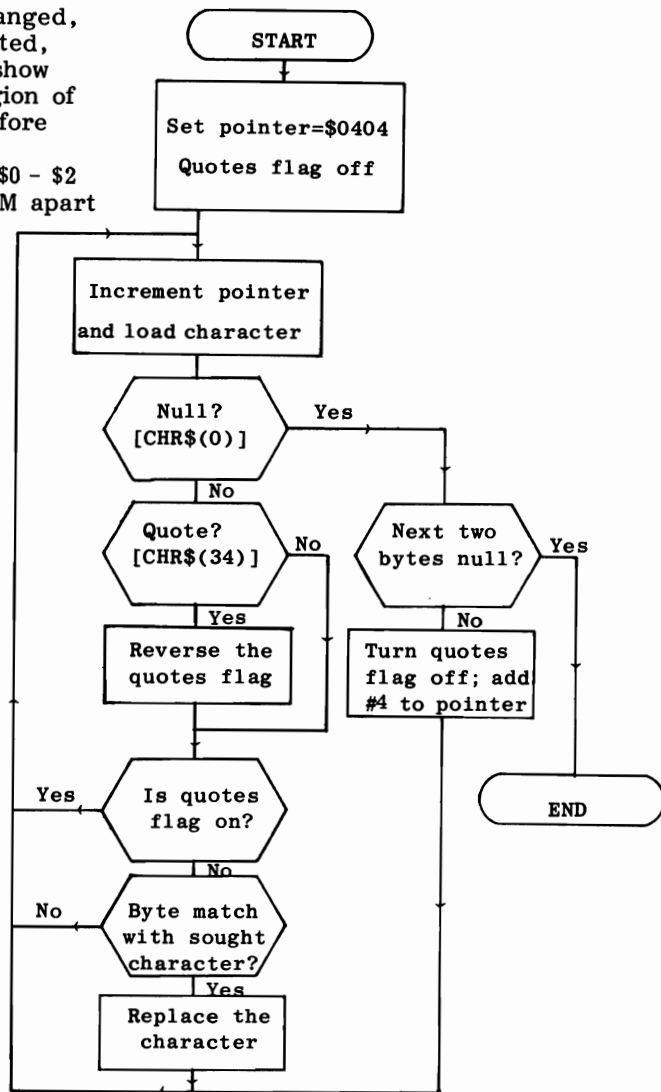 anged,
ted,
show
gion of
fore
$0 - $2
M apart
START
Set pointer=$0404
Quotes flag off
Increment pointer
and load character
Null?
[CHR$(0)]
Yes
No
Quote?
[CHR$(34)]
No
Yes
Next two
bytes null?
Yes
No
Reverse the
quotes flag
Turn quotes
flag off; add
#4 to pointer
Is quotes
flag on?
Yes
No
END
Byte match
with sought
character?
No
Yes
Replace the
character